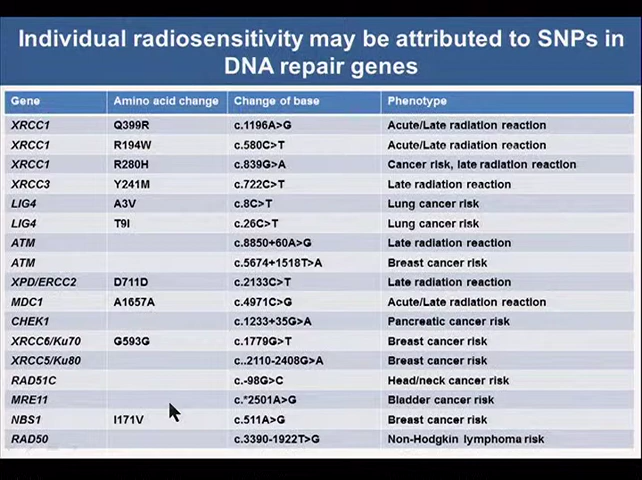 Individual radiosensitivity may be attributed to SNPs in
DNA repair genes
Gene Amino acid change Change of base Phenotype
XRCC1 Q399R c.1196A>G Acute/Late radiation reaction
XRCC1 R194W c.580C>T Acute/Late radiation reaction
XRCC1 R280H c.839G>A Cancer risk, late radiation reaction
XRCC3 Y241M c.722C>T Late radiation reaction
LIG4 A3V c.8C>T Lung cancer risk
LIG4 T9I c.26C>T Lung cancer risk
ATM c.8850+60A>G Late radiation reaction
ATM c.5674+1518T>A Breast cancer risk
XPD/ERCC2 D711D c.2133C>T Late radiation reaction
MDC1 A1657A c.4971C>G Acute/Late radiation reaction
CHEK1 c.1233+35G>A Pancreatic cancer risk
XRCC6/Ku70 G593G c.1779G>T Breast cancer risk
XRCC5/Ku80 c..2110-2408G>A Breast cancer risk
RAD51C c.-98G>C Head/neck cancer risk
MRE11 c.*2501A>G Bladder cancer risk
NBS1 I171V c.511A>G Breast cancer risk
RAD50 c.3390-1922T>G Non-Hodgkin lymphoma risk